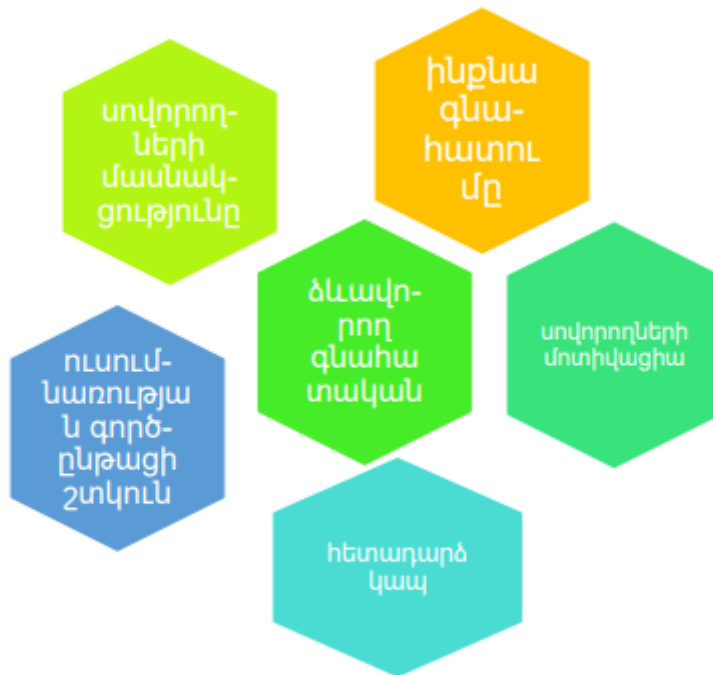 սովորող-
ների
մասնակ-
ցությունը
ինքնա
գնա-
հատու
մը
ձևավո-
րող
գնահա
տական
սովորողների
մոտիվացիա
ուսում-
նառությա
ն գործ-
ընթացի
շտկուն
հետադարձ
կապ